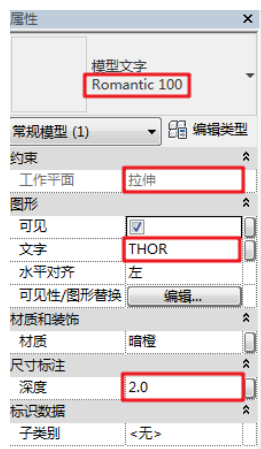 属性
模型文字
Romantic 100
常规模型 (1)
编辑类型
约束
工作平面 拉伸
图形
可见
文字 THOR
水平对齐 左
可见性/图形替换 编辑...
材质和装饰
材质 暗橙
尺寸标注
深度 2.0
标识数据
子类别 <无>